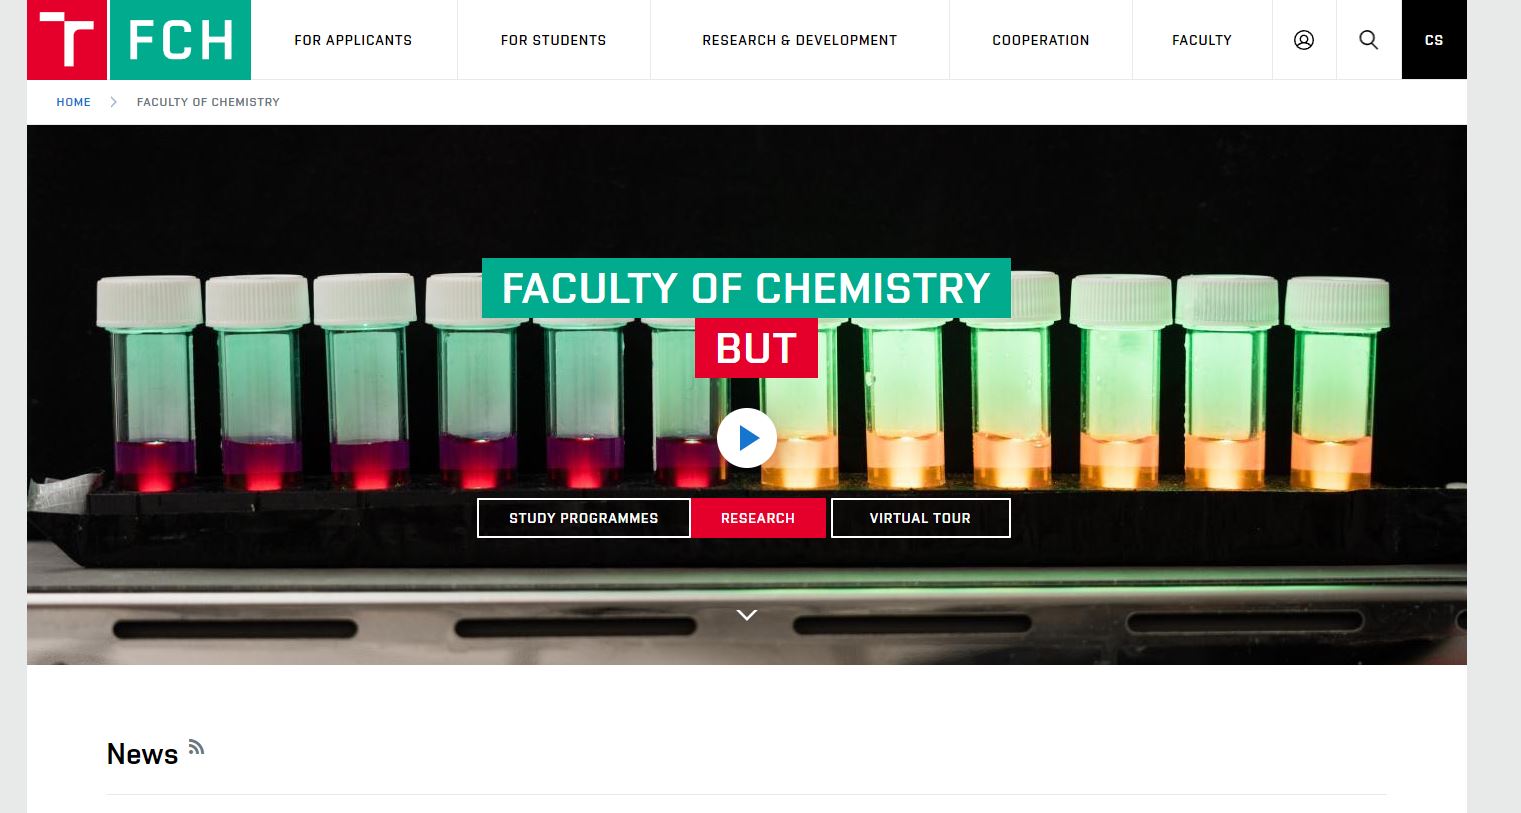 FCH
FOR APPLICANTS
FOR STUDENTS
RESEARCH & DEVELOPMENT
COOPERATION
FACULTY
CS
HOME
FACULTY OF CHEMISTRY
FACULTY OF CHEMISTRY
BUT
STUDY PROGRAMMES
RESEARCH
VIRTUAL TOUR
News